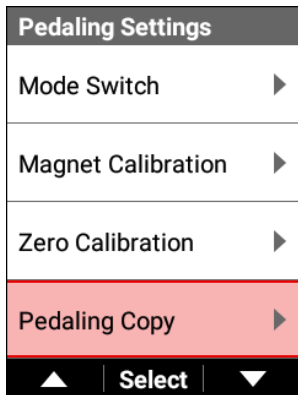 Pedaling Settings
Mode Switch
Magnet Calibration
Zero Calibration
Pedaling Copy
Select